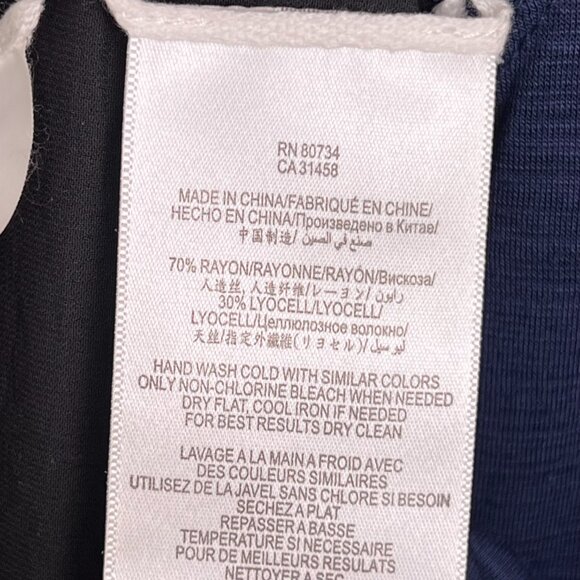 RN 80734
CA 31458
MADE IN CHINA/FABRIQUÉ EN CHINE/
HECHO EN CHINA/Произведено в Китае/
中国制造/ صنع في الصين/
70% RAYON/RAYONNE/RAYÓN/Вискоза/
人造丝, 人造纤维/レーヨン/رايون
30% LYOCELL/LYOCELL/
LYOCELL/Целлюлозное волокно/
天丝/指定外繊維(リヨセル)/ليوسيل
HAND WASH COLD WITH SIMILAR COLORS
ONLY NON-CHLORINE BLEACH WHEN NEEDED
DRY FLAT, COOL IRON IF NEEDED
FOR BEST RESULTS DRY CLEAN
LAVAGE A LA MAIN A FROID AVEC
DES COULEURS SIMILAIRES
UTILISEZ DE LA JAVEL SANS CHLORE SI BESOIN
SECHEZ A PLAT
REPASSER A BASSE
TEMPERATURE SI NECESSAIRE
POUR DE MEILLEURS RESULTATS
NETTOYER A SEC